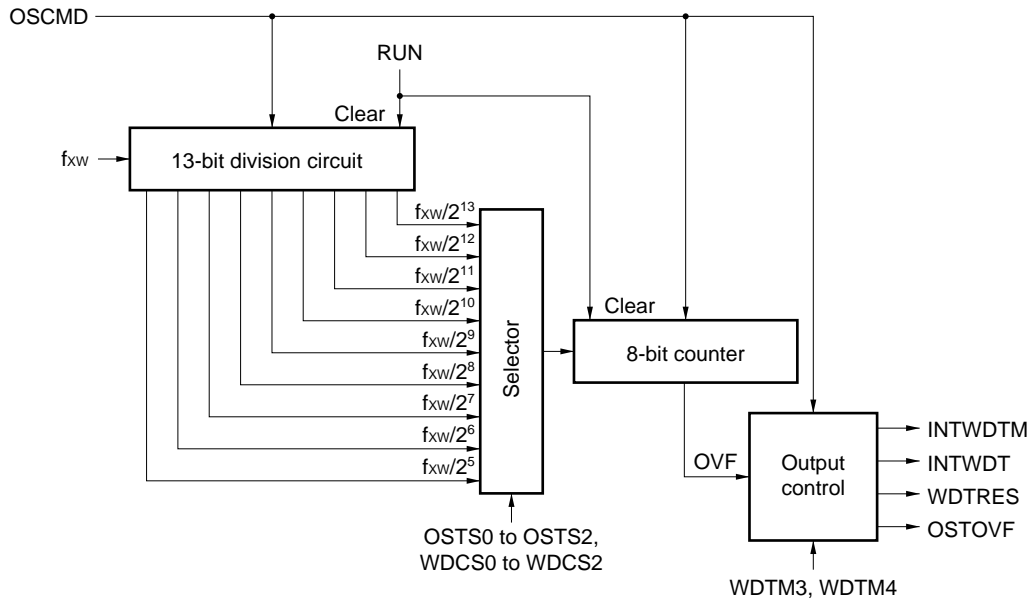 OSCMD
RUN
Clear
fXW
13-bit division circuit
fXW/2¹³
fXW/2¹²
fXW/2¹¹
fXW/2¹⁰
fXW/2⁹
fXW/2⁸
fXW/2⁷
fXW/2⁶
fXW/2⁵
Selector
Clear
8-bit counter
OVF
Output
control
INTWDTM
INTWDT
WDTRES
OSTOVF
OSTS0 to OSTS2,
WDCS0 to WDCS2
WDTM3, WDTM4